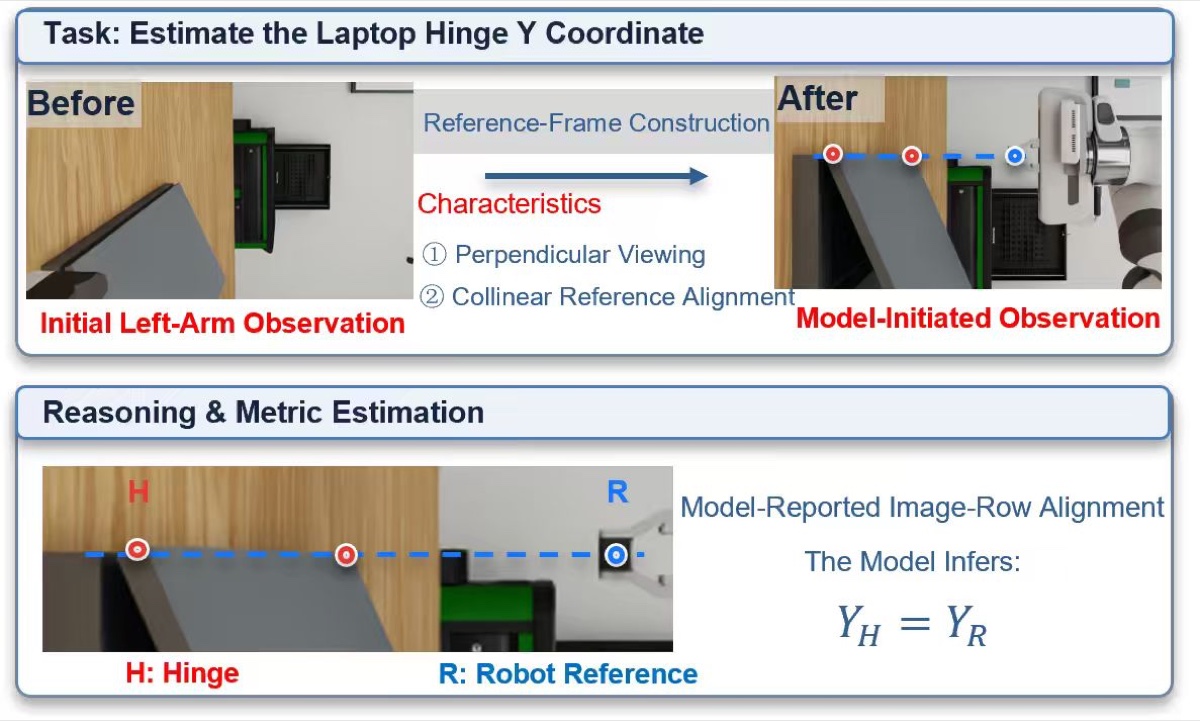 Task: Estimate the Laptop Hinge Y Coordinate
Before
Reference-Frame Construction
After
Characteristics
① Perpendicular Viewing
② Collinear Reference Alignment
Initial Left-Arm Observation
Model-Initiated Observation
Reasoning & Metric Estimation
H
R
Model-Reported Image-Row Alignment
The Model Infers:
Y_H = Y_R
H: Hinge
R: Robot Reference